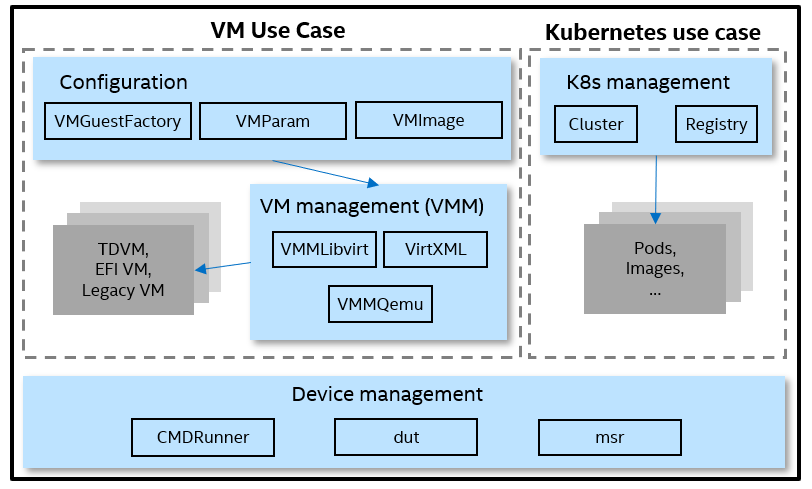 VM Use Case
Configuration
VMGuestFactory
VMParam
VMImage
VM management (VMM)
VMMLibvirt
VirtXML
VMMQemu
TDVM,
EFI VM,
Legacy VM
Kubernetes use case
K8s management
Cluster
Registry
Pods,
Images,
...
Device management
CMDRunner
dut
msr